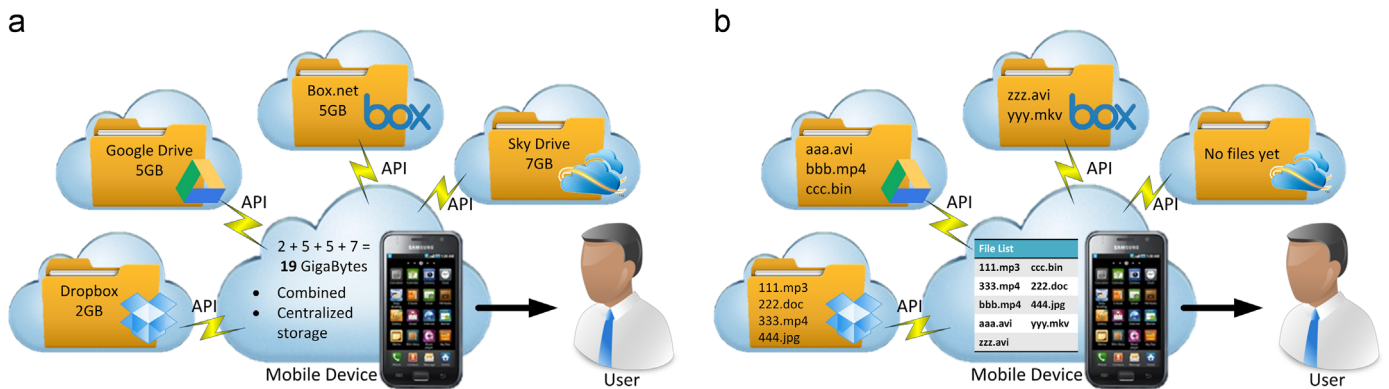 a
Box.net
5GB
box
Google Drive
5GB
Sky Drive
7GB
API
API
API
2 + 5 + 5 + 7 =
19 GigaBytes
• Combined
• Centralized
storage
Dropbox
2GB
API
SAMSUNG
Mobile Device
User
b
zzz.avi
yyy.mkv
box
aaa.avi
bbb.mp4
ccc.bin
No files yet
API
API
API
File List
111.mp3 ccc.bin
333.mp4 222.doc
bbb.mp4 444.jpg
aaa.avi yyy.mkv
zzz.avi
111.mp3
222.doc
333.mp4
444.jpg
API
SAMSUNG
Mobile Device
User